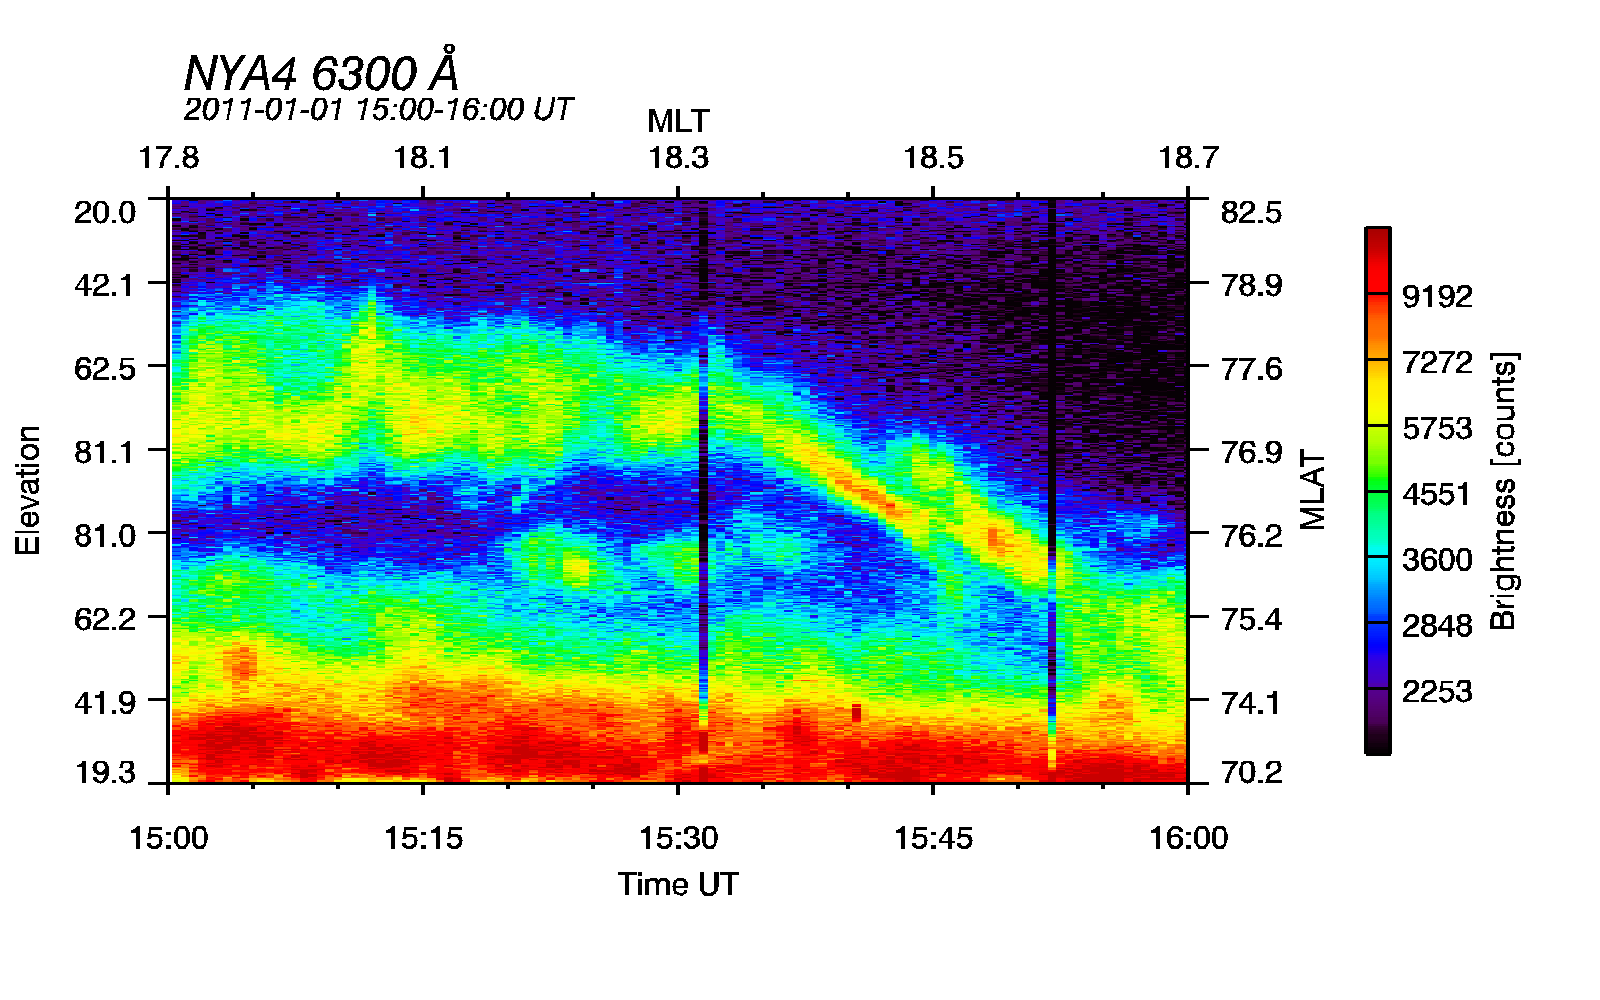 NYA4 6300 Å
2011-01-01 15:00-16:00 UT
MLT
17.8 18.1 18.3 18.5 18.7
20.0
42.1
62.5
81.1
81.0
62.2
41.9
19.3
Elevation
82.5
78.9
77.6
76.9
76.2
75.4
74.1
70.2
MLAT
9192
7272
5753
4551
3600
2848
2253
Brightness [counts]
15:00 15:15 15:30 15:45 16:00
Time UT